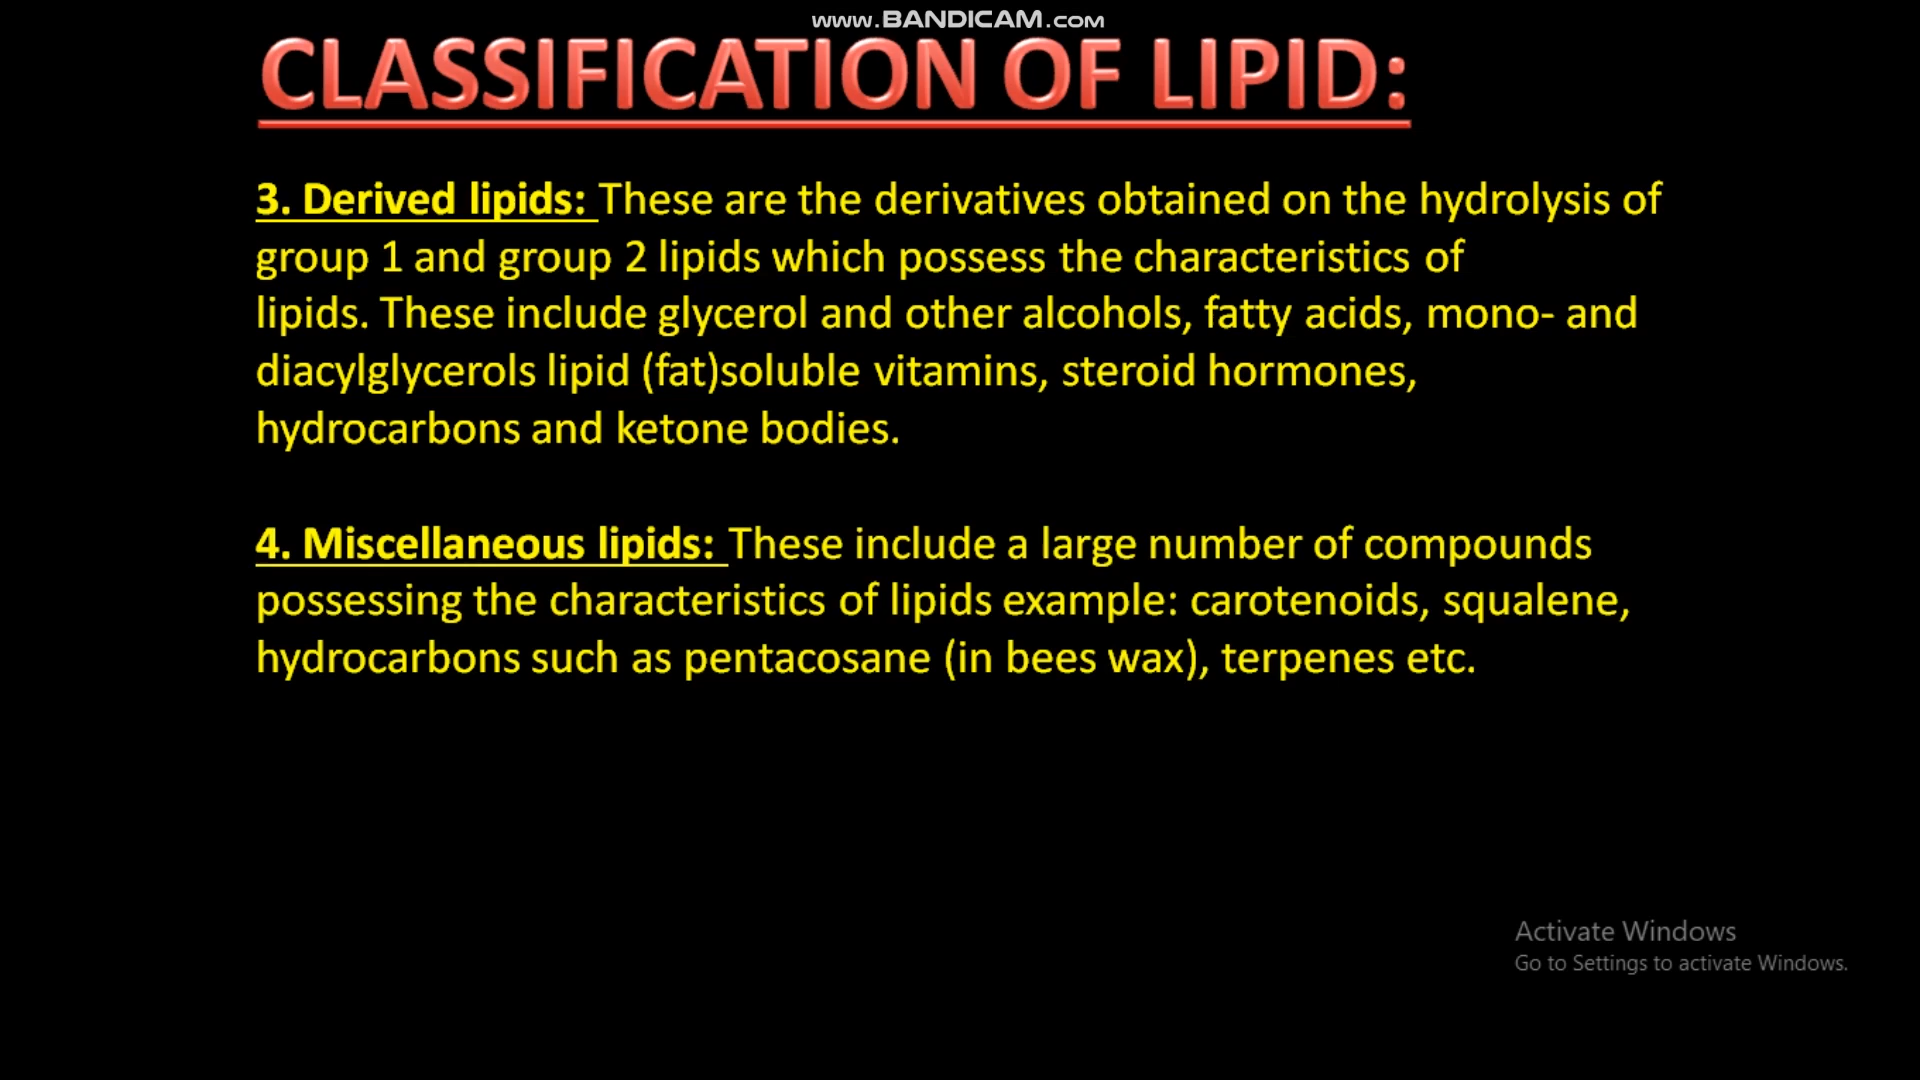 www.BANDICAM.com
CLASSIFICATION OF LIPID:
3. Derived lipids: These are the derivatives obtained on the hydrolysis of
group 1 and group 2 lipids which possess the characteristics of
lipids. These include glycerol and other alcohols, fatty acids, mono- and
diacylglycerols lipid (fat)soluble vitamins, steroid hormones,
hydrocarbons and ketone bodies.
4. Miscellaneous lipids: These include a large number of compounds
possessing the characteristics of lipids example: carotenoids, squalene,
hydrocarbons such as pentacosane (in bees wax), terpenes etc.
Activate Windows
Go to Settings to activate Windows.